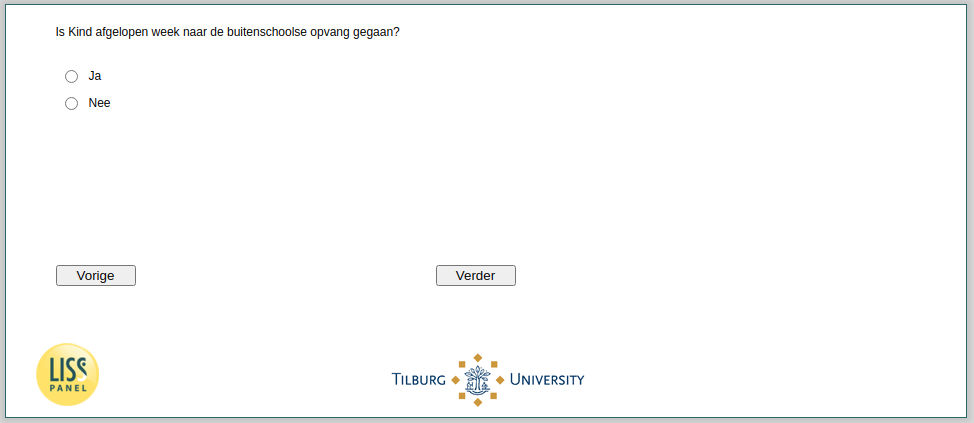 Is Kind afgelopen week naar de buitenschoolse opvang gegaan?
Ja
Nee
Vorige
Verder
LISS
PANEL
TILBURG UNIVERSITY